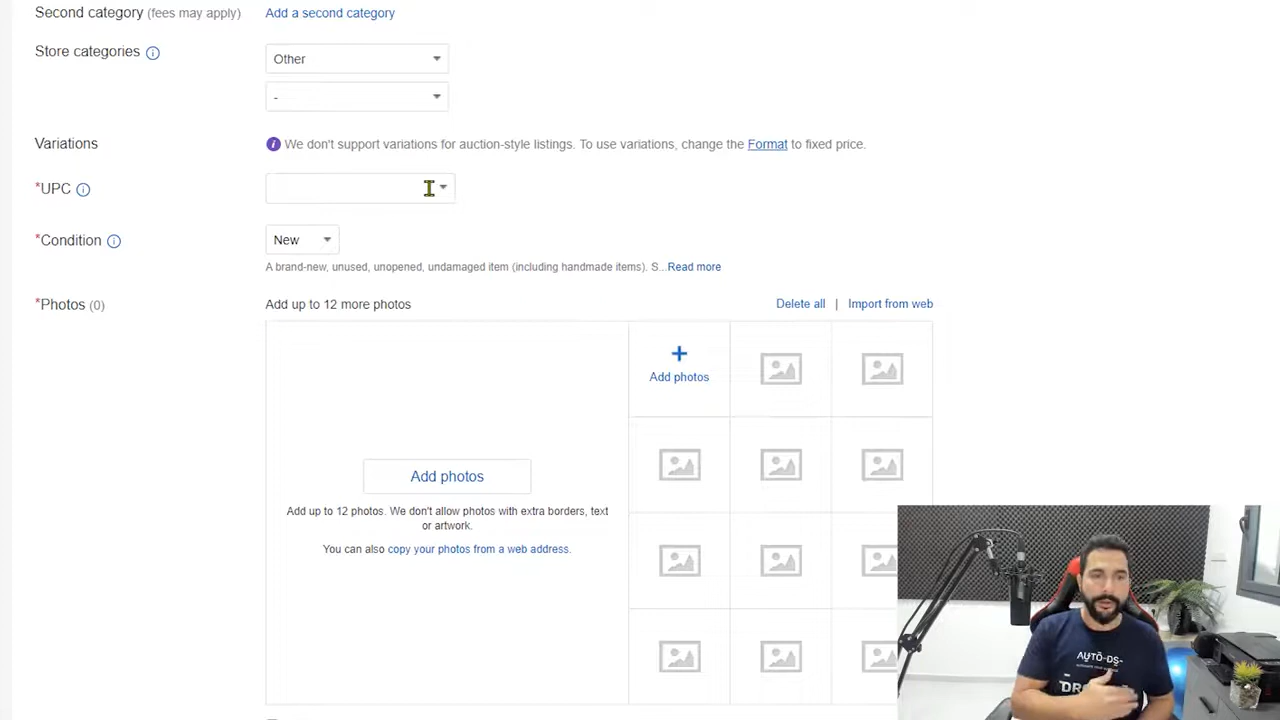 Second category (fees may apply) Add a second category
Store categories Other
-
Variations We don't support variations for auction-style listings. To use variations, change the Format to fixed price.
*UPC
*Condition New
A brand-new, unused, unopened, undamaged item (including handmade items). S...Read more
*Photos (0) Add up to 12 more photos Delete all | Import from web
Add photos
Add photos
Add up to 12 photos. We don't allow photos with extra borders, text
or artwork.
You can also copy your photos from a web address.
AUTO-DS-